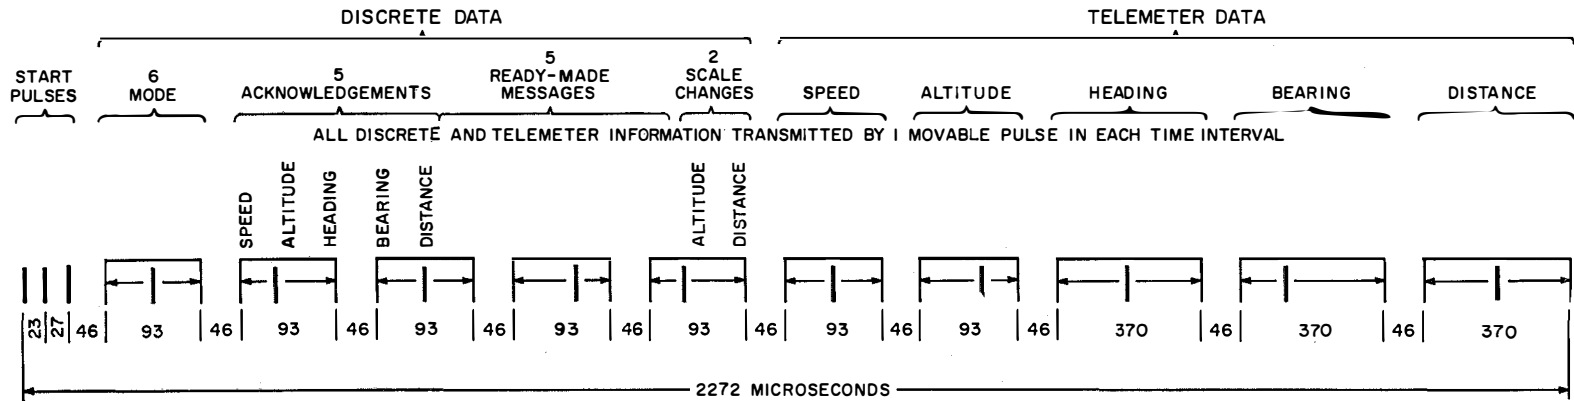 DISCRETE DATA
TELEMETER DATA
START
PULSES
6
MODE
5
ACKNOWLEDGEMENTS
5
READY-MADE
MESSAGES
2
SCALE
CHANGES
SPEED
ALTITUDE
HEADING
BEARING
DISTANCE
ALL DISCRETE AND TELEMETER INFORMATION TRANSMITTED BY 1 MOVABLE PULSE IN EACH TIME INTERVAL
SPEED
ALTITUDE
HEADING
BEARING
DISTANCE
ALTITUDE
DISTANCE
23 27 46 93 46 93 46 93 46 93 46 93 46 93 46 93 46 370 46 370 46 370
2272 MICROSECONDS